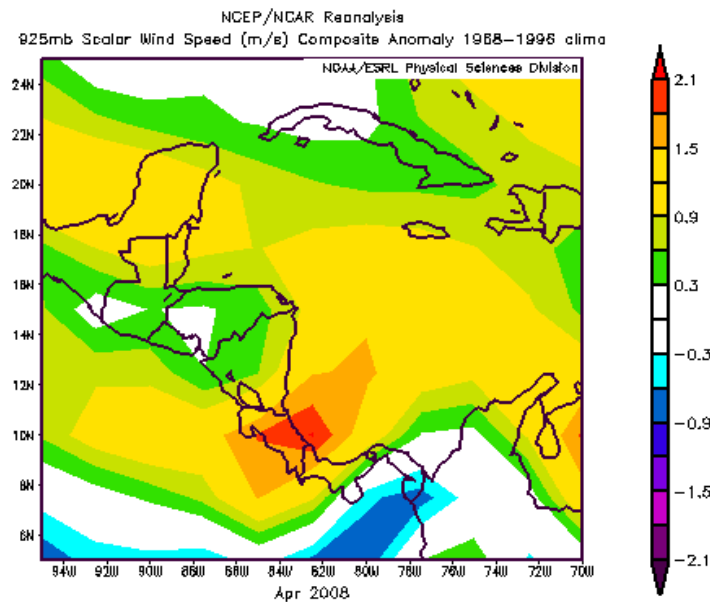 NCEP/NCAR Reanalysis
925mb Scalar Wind Speed (m/s) Composite Anomaly 1968-1996 clima
NOAA/ESRL Physical Sciences Division
24N
22N
20N
18N
16N
14N
12N
10N
8N
6N
94W 92W 90W 88W 86W 84W 82W 80W 78W 76W 74W 72W 70W
Apr 2008
2.1
1.5
0.9
0.3
-0.3
-0.9
-1.5
-2.1